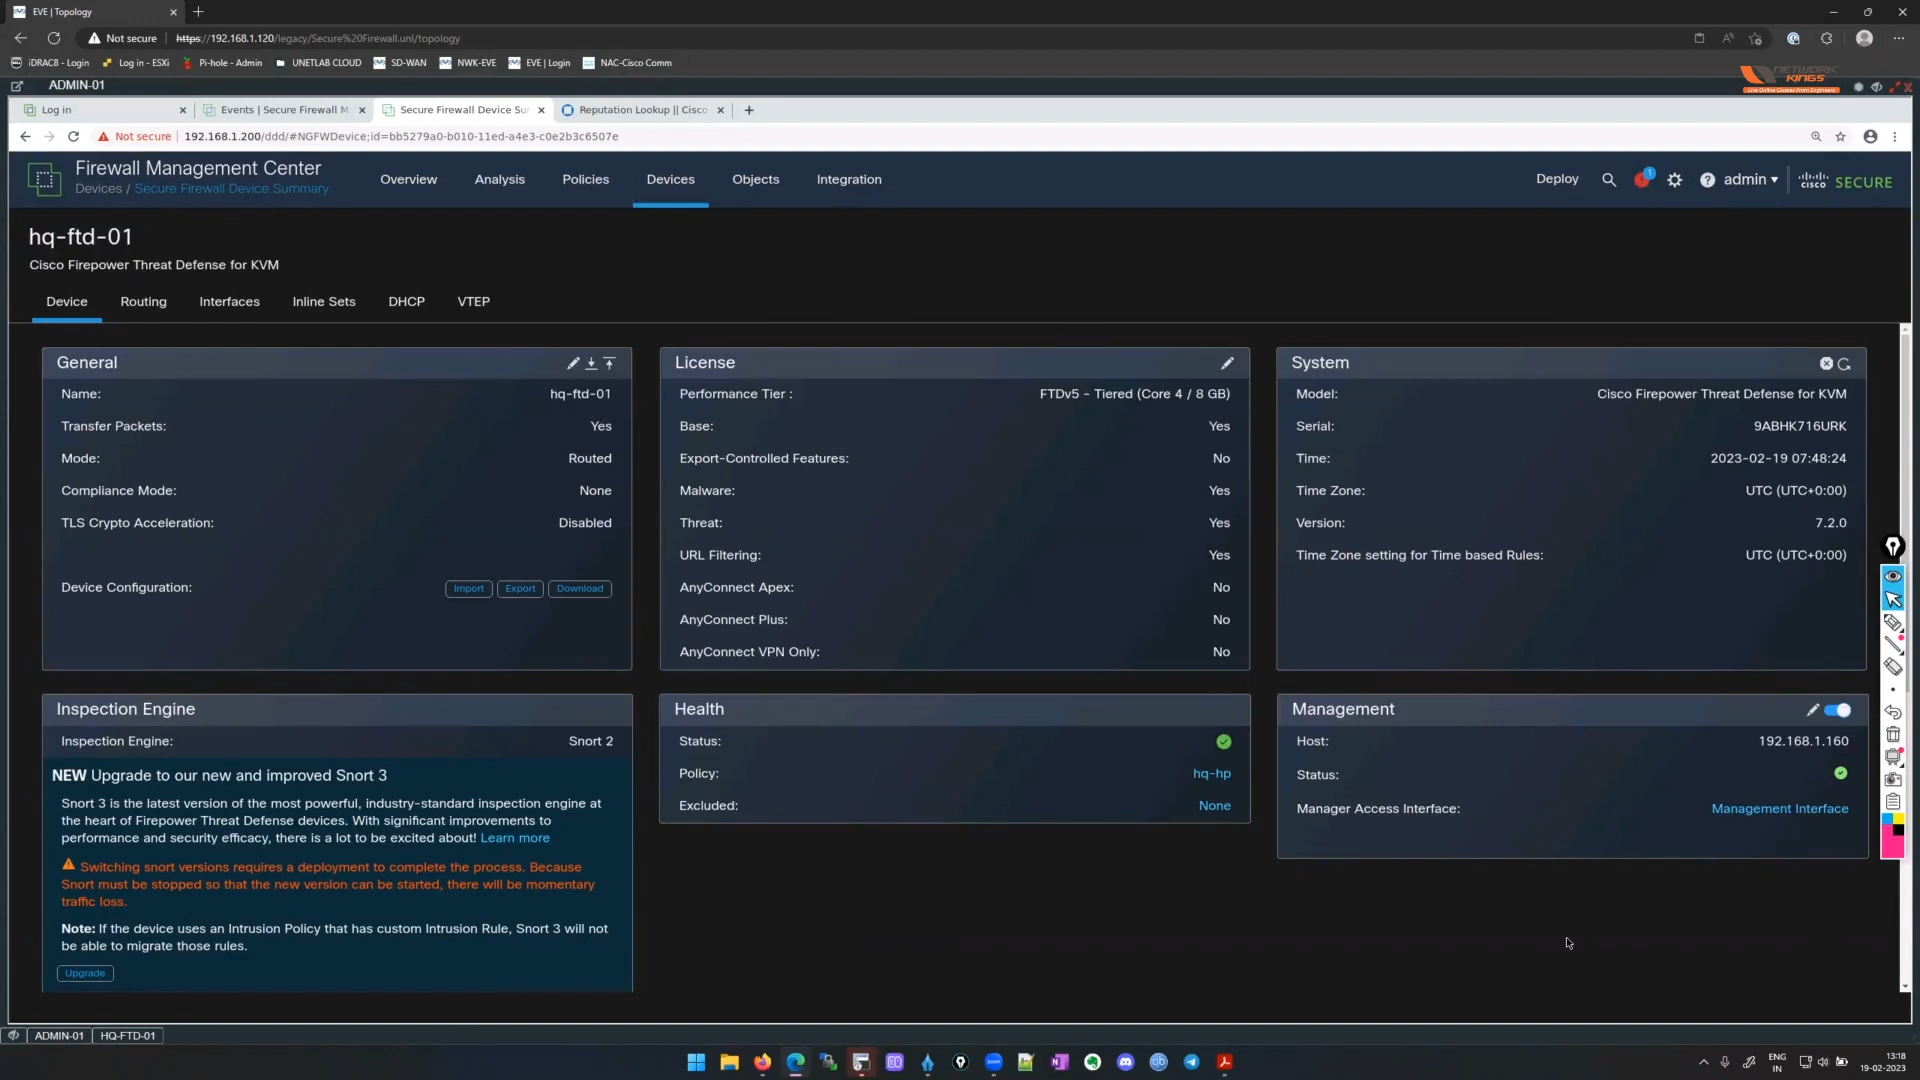 EVE | Topology
Not secure | https://192.168.1.120/legacy/Secure%20Firewall.unl/topology
iDRAC8 - Login
Log in - ESXi
Pi-hole - Admin
UNETLAB CLOUD
SD-WAN
NWK-EVE
EVE | Login
NAC-Cisco Comm
ADMIN-01
NETWORK
KINGS
Live Online Classes From Engineers
Log in
Events | Secure Firewall M
Secure Firewall Device Su
Reputation Lookup || Cisco
Not secure | 192.168.1.200/ddd/#NGFWDevice;id=bb5279a0-b010-11ed-a4e3-c0e2b3c6507e
Firewall Management Center
Devices / Secure Firewall Device Summary
Overview
Analysis
Policies
Devices
Objects
Integration
Deploy
1
admin
cisco SECURE
hq-ftd-01
Cisco Firepower Threat Defense for KVM
Device
Routing
Interfaces
Inline Sets
DHCP
VTEP
General
Name: hq-ftd-01
Transfer Packets: Yes
Mode: Routed
Compliance Mode: None
TLS Crypto Acceleration: Disabled
Device Configuration: Import Export Download
License
Performance Tier : FTDv5 - Tiered (Core 4 / 8 GB)
Base: Yes
Export-Controlled Features: No
Malware: Yes
Threat: Yes
URL Filtering: Yes
AnyConnect Apex: No
AnyConnect Plus: No
AnyConnect VPN Only: No
System
Model: Cisco Firepower Threat Defense for KVM
Serial: 9ABHK716URK
Time: 2023-02-19 07:48:24
Time Zone: UTC (UTC+0:00)
Version: 7.2.0
Time Zone setting for Time based Rules: UTC (UTC+0:00)
Inspection Engine
Inspection Engine: Snort 2
NEW Upgrade to our new and improved Snort 3
Snort 3 is the latest version of the most powerful, industry-standard inspection engine at
the heart of Firepower Threat Defense devices. With significant improvements to
performance and security efficacy, there is a lot to be excited about! Learn more
Switching snort versions requires a deployment to complete the process. Because
Snort must be stopped so that the new version can be started, there will be momentary
traffic loss.
Note: If the device uses an Intrusion Policy that has custom Intrusion Rule, Snort 3 will not
be able to migrate those rules.
Upgrade
Health
Status:
Policy: hq-hp
Excluded: None
Management
Host: 192.168.1.160
Status:
Manager Access Interface: Management Interface
ADMIN-01
HQ-FTD-01
ENG
IN
13:18
19-02-2023